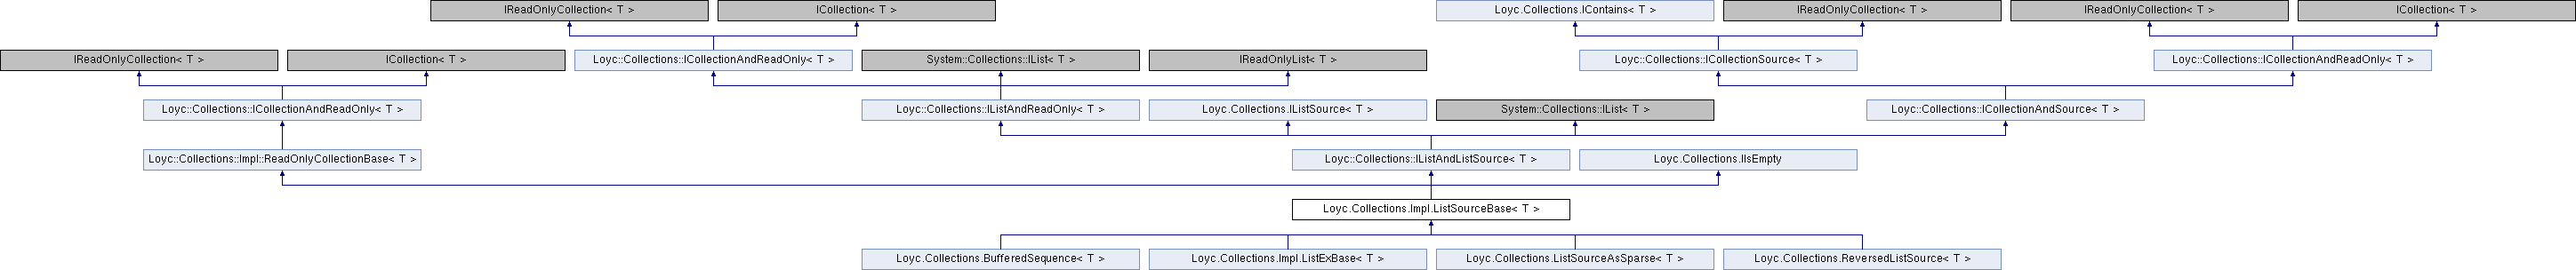 IReadOnlyCollection< T >
ICollection< T >
Loyc.Collections.IContains< T >
IReadOnlyCollection< T >
IReadOnlyCollection< T >
ICollection< T >
IReadOnlyCollection< T >
ICollection< T >
Loyc::Collections::ICollectionAndReadOnly< T >
System::Collections::IList< T >
IReadOnlyList< T >
Loyc::Collections::ICollectionSource< T >
Loyc::Collections::ICollectionAndReadOnly< T >
Loyc::Collections::ICollectionAndReadOnly< T >
Loyc::Collections::IListAndReadOnly< T >
Loyc.Collections.IListSource< T >
System::Collections::IList< T >
Loyc::Collections::ICollectionAndSource< T >
Loyc::Collections::Impl::ReadOnlyCollectionBase< T >
Loyc::Collections::IListAndListSource< T >
Loyc.Collections.IIsEmpty
Loyc.Collections.Impl.ListSourceBase< T >
Loyc.Collections.BufferedSequence< T >
Loyc.Collections.Impl.ListExBase< T >
Loyc.Collections.ListSourceAsSparse< T >
Loyc.Collections.ReversedListSource< T >